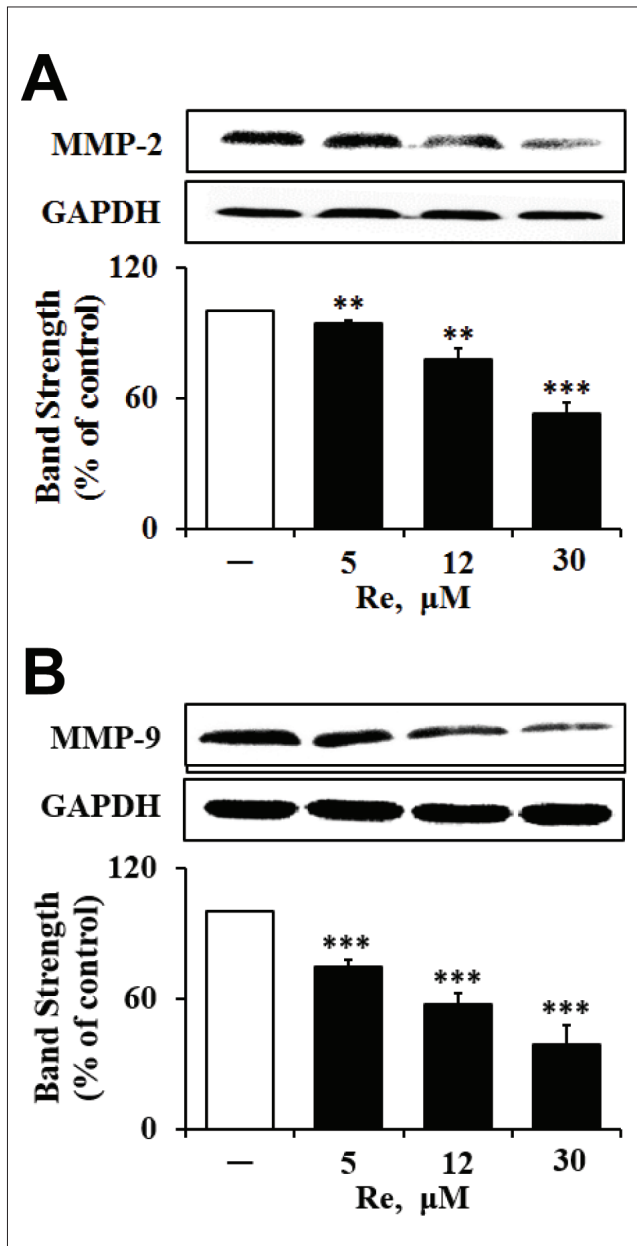 A
MMP-2
GAPDH
120
60
0
Band Strength
(% of control)
**
**
***
— 5 12 30
Re, μM
B
MMP-9
GAPDH
120
60
0
Band Strength
(% of control)
***
***
***
— 5 12 30
Re, μM